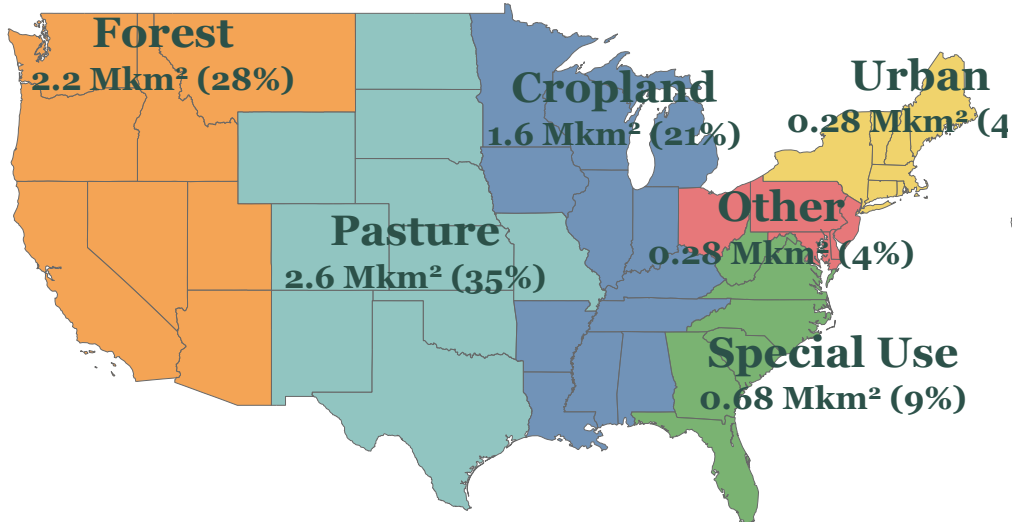 Forest
2.2 Mkm² (28%)
Cropland
1.6 Mkm² (21%)
Urban
0.28 Mkm² (4
Pasture
2.6 Mkm² (35%)
Other
0.28 Mkm² (4%)
Special Use
0.68 Mkm² (9%)